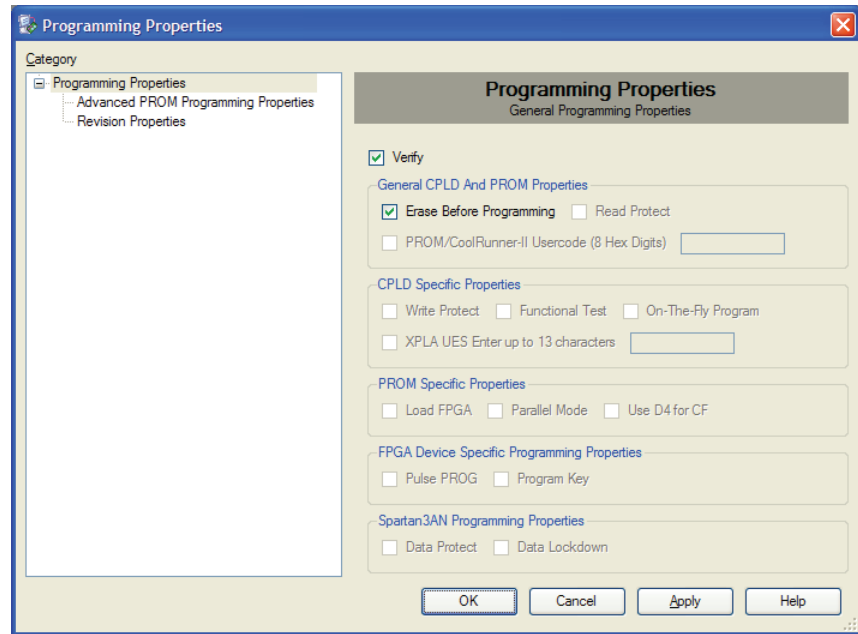 Programming Properties
Category
Programming Properties
Advanced PROM Programming Properties
Revision Properties
Programming Properties
General Programming Properties
Verify
General CPLD And PROM Properties
Erase Before Programming Read Protect
PROM/CoolRunner-II Usercode (8 Hex Digits)
CPLD Specific Properties
Write Protect Functional Test On-The-Fly Program
XPLA UES Enter up to 13 characters
PROM Specific Properties
Load FPGA Parallel Mode Use D4 for CF
FPGA Device Specific Programming Properties
Pulse PROG Program Key
Spartan3AN Programming Properties
Data Protect Data Lockdown
OK Cancel Apply Help